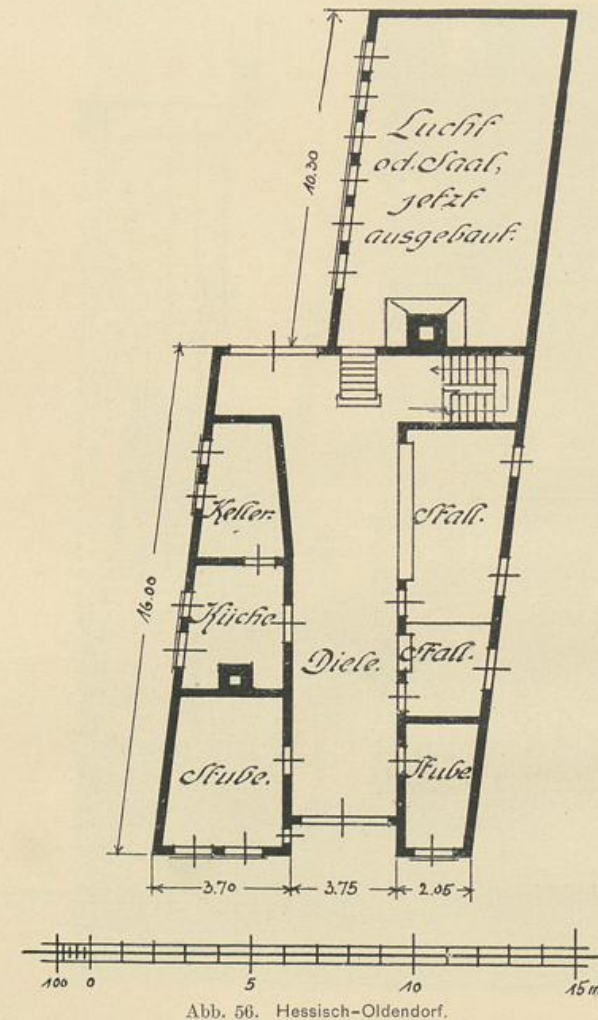 10.30
Lucht
od. Saal,
jetzt
ausgebaut.
16.00
Keller.
Stall.
Küche
Diele.
Stall.
Stube.
Stube
3.70
3.75
2.05
100 0 5 10 15 m
Abb. 56. Hessisch-Oldendorf.